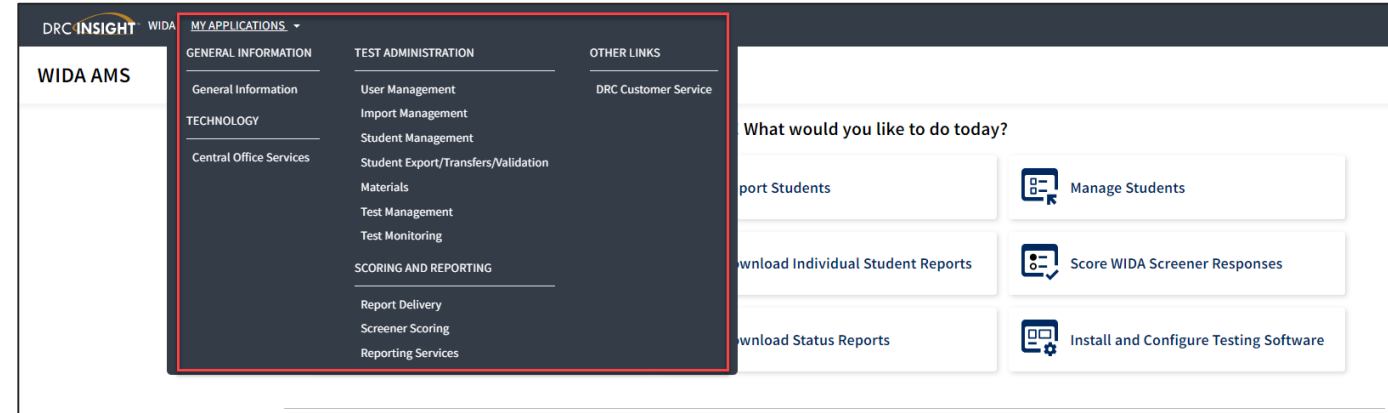 DRC INSIGHT WIDA MY APPLICATIONS
WIDA AMS
GENERAL INFORMATION
General Information
TECHNOLOGY
Central Office Services
TEST ADMINISTRATION
User Management
Import Management
Student Management
Student Export/Transfers/Validation
Materials
Test Management
Test Monitoring
SCORING AND REPORTING
Report Delivery
Screener Scoring
Reporting Services
OTHER LINKS
DRC Customer Service
What would you like to do today?
port Students
Manage Students
wnload Individual Student Reports
Score WIDA Screener Responses
wnload Status Reports
Install and Configure Testing Software